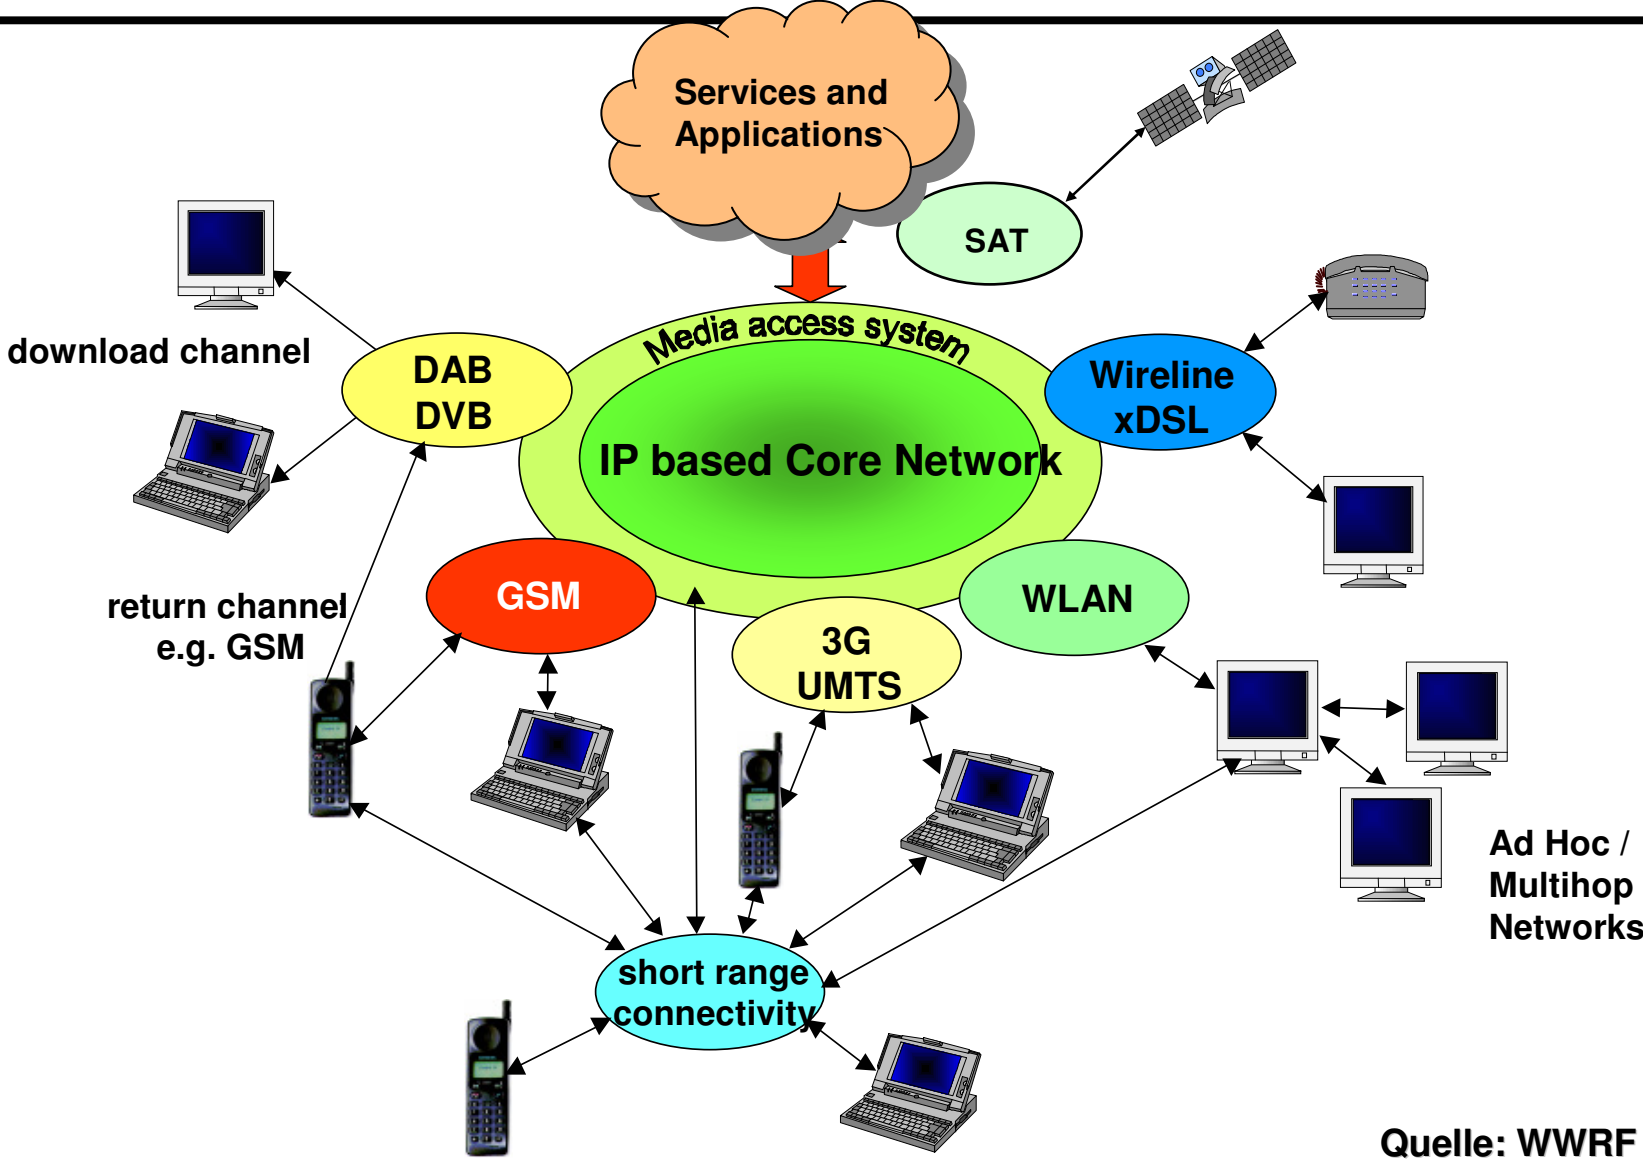 Services and
Applications
SAT
download channel
DAB
DVB
Media access system
IP based Core Network
Wireline
xDSL
return channel
e.g. GSM
GSM
3G
UMTS
WLAN
Ad Hoc /
Multihop
Networks
short range
connectivity
Quelle: WWRF